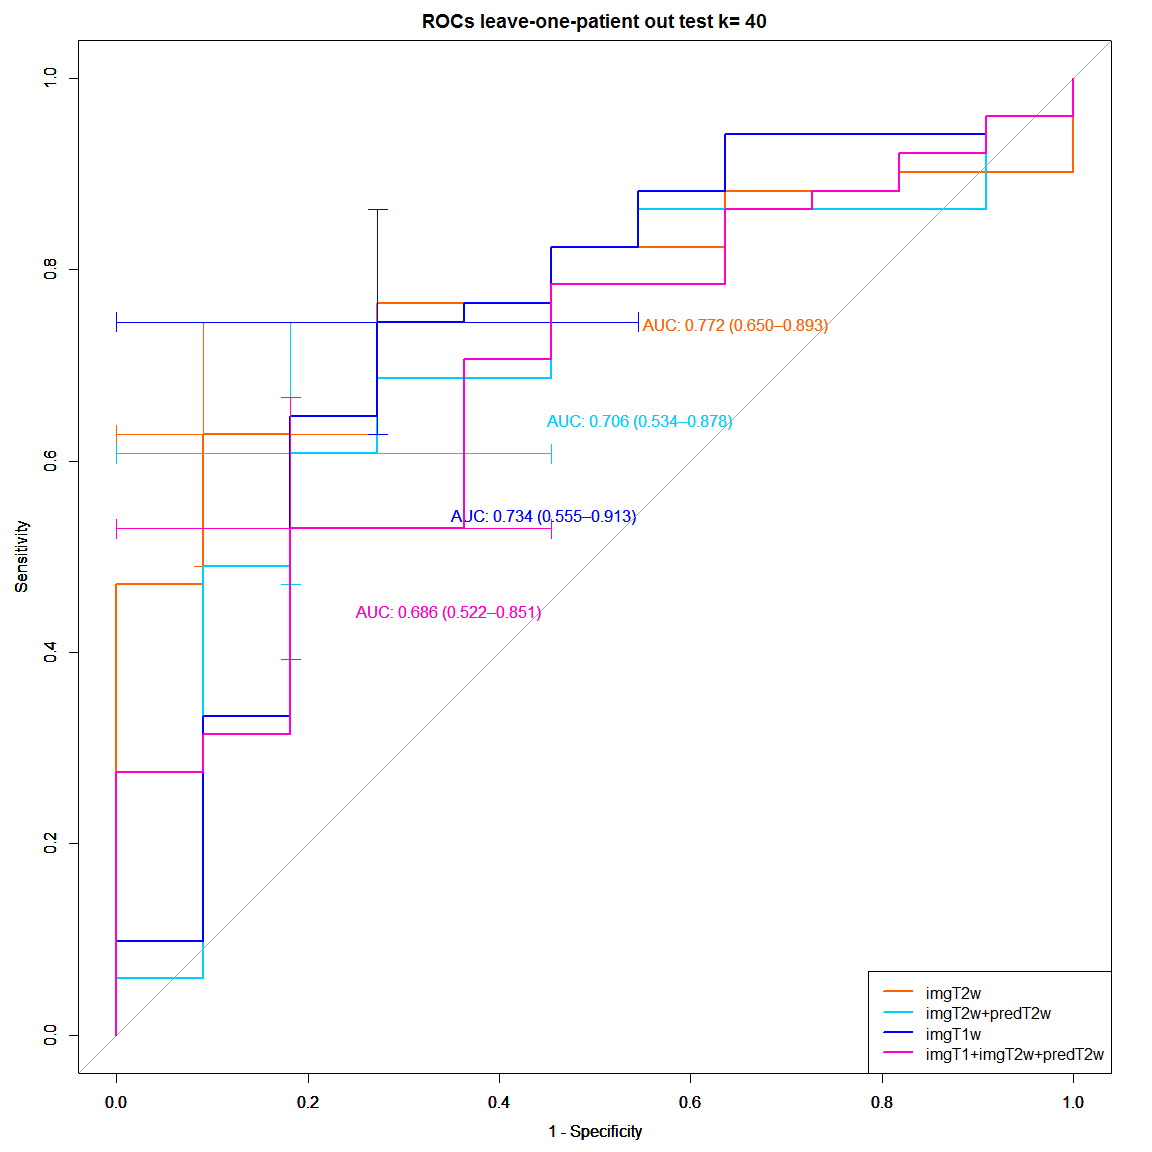 ROCs leave-one-patient out test k= 40
1.0
0.8
0.6
0.4
0.2
0.0
Sensitivity
AUC: 0.772 (0.650–0.893)
AUC: 0.706 (0.534–0.878)
AUC: 0.734 (0.555–0.913)
AUC: 0.686 (0.522–0.851)
imgT2w
imgT2w+predT2w
imgT1w
imgT1+imgT2w+predT2w
0.0 0.2 0.4 0.6 0.8 1.0
1 - Specificity